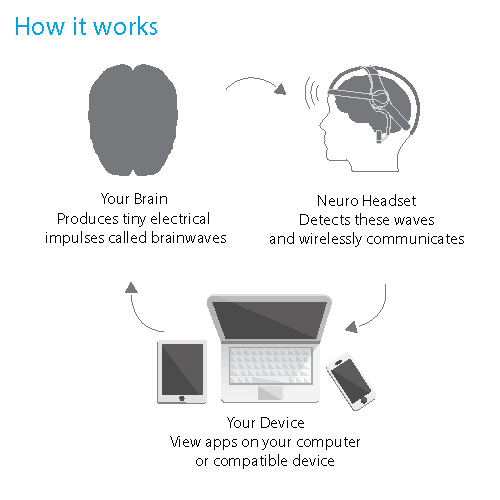 How it works
Your Brain
Produces tiny electrical
impulses called brainwaves
Neuro Headset
Detects these waves
and wirelessly communicates
Your Device
View apps on your computer
or compatible device